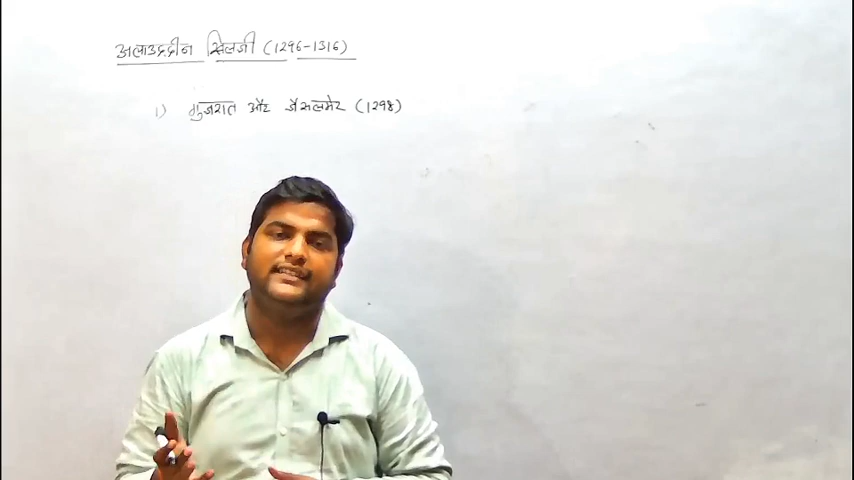 अलाउद्दीन खिलजी (1296-1316)
1) गुजरात और जैसलमेर (1298)